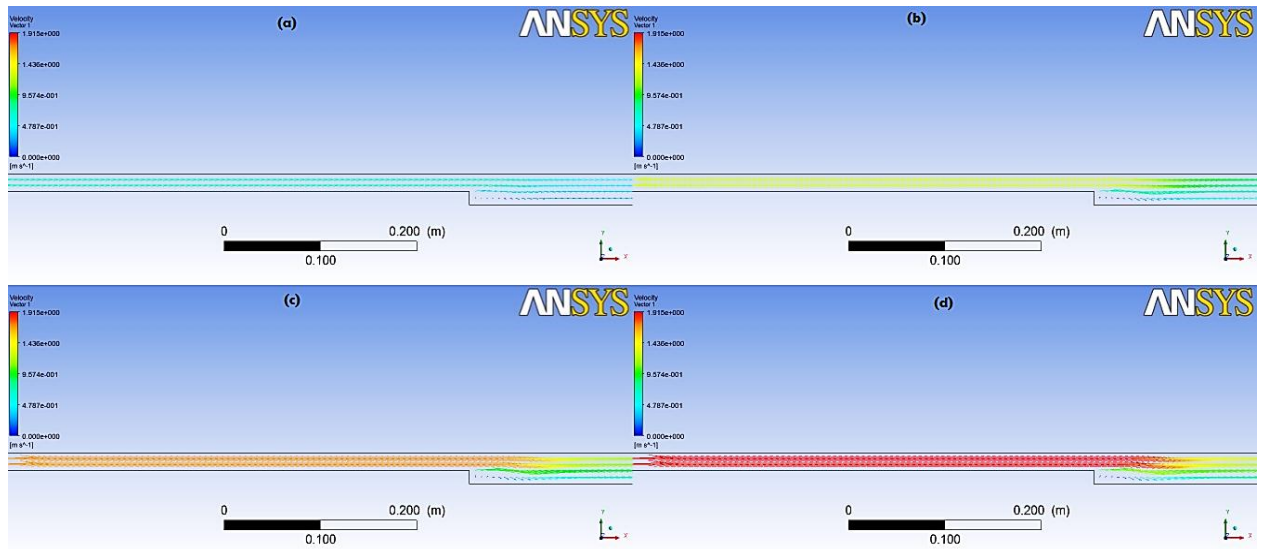 Velocity
Vector 1
(a)
ANSYS
1.915e+000
1.436e+000
9.574e-001
4.787e-001
0.000e+000
[m s^-1]
0
0.200 (m)
0.100
Y
X
Velocity
Vector 1
(b)
ANSYS
1.915e+000
1.436e+000
9.574e-001
4.787e-001
0.000e+000
[m s^-1]
0
0.200 (m)
0.100
Y
X
Velocity
Vector 1
(c)
ANSYS
1.915e+000
1.436e+000
9.574e-001
4.787e-001
0.000e+000
[m s^-1]
0
0.200 (m)
0.100
Y
X
Velocity
Vector 1
(d)
ANSYS
1.915e+000
1.436e+000
9.574e-001
4.787e-001
0.000e+000
[m s^-1]
0
0.200 (m)
0.100
Y
X